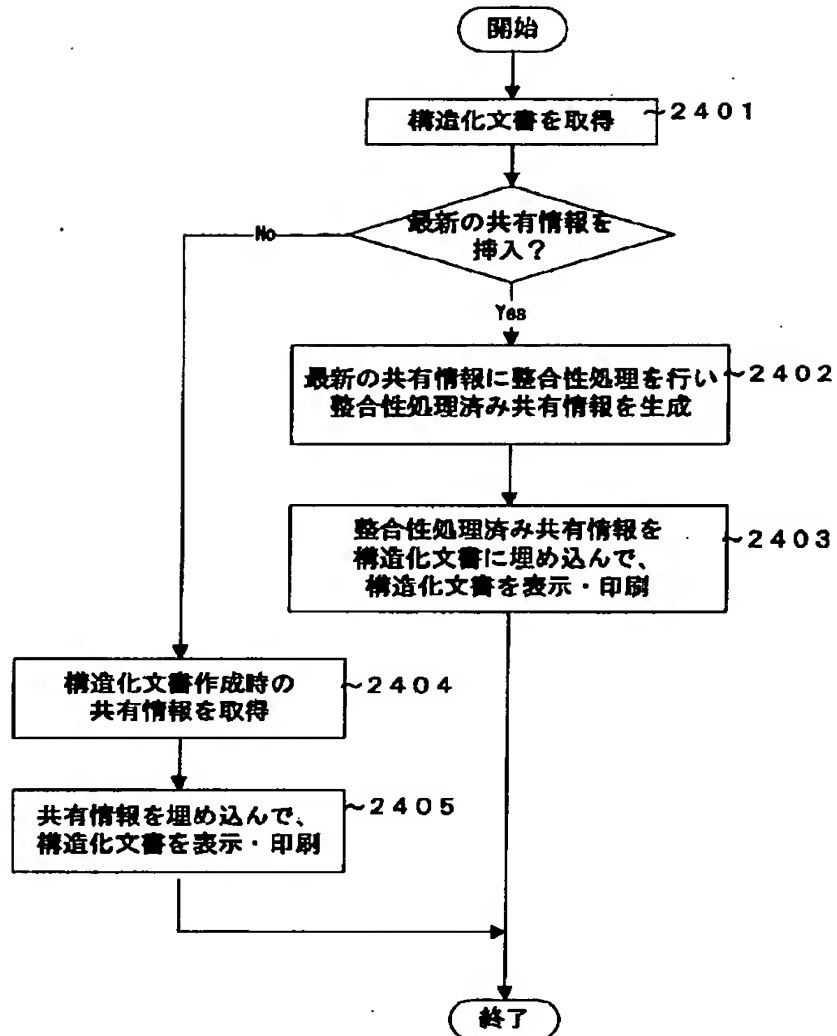 開始
構造化文書を取得
~2401
最新の共有情報を
挿入?
No
Yes
最新の共有情報に整合性処理を行い
整合性処理済み共有情報を生成
~2402
整合性処理済み共有情報を
構造化文書に埋め込んで、
構造化文書を表示・印刷
~2403
構造化文書作成時の
共有情報を取得
~2404
共有情報を埋め込んで、
構造化文書を表示・印刷
~2405
終了